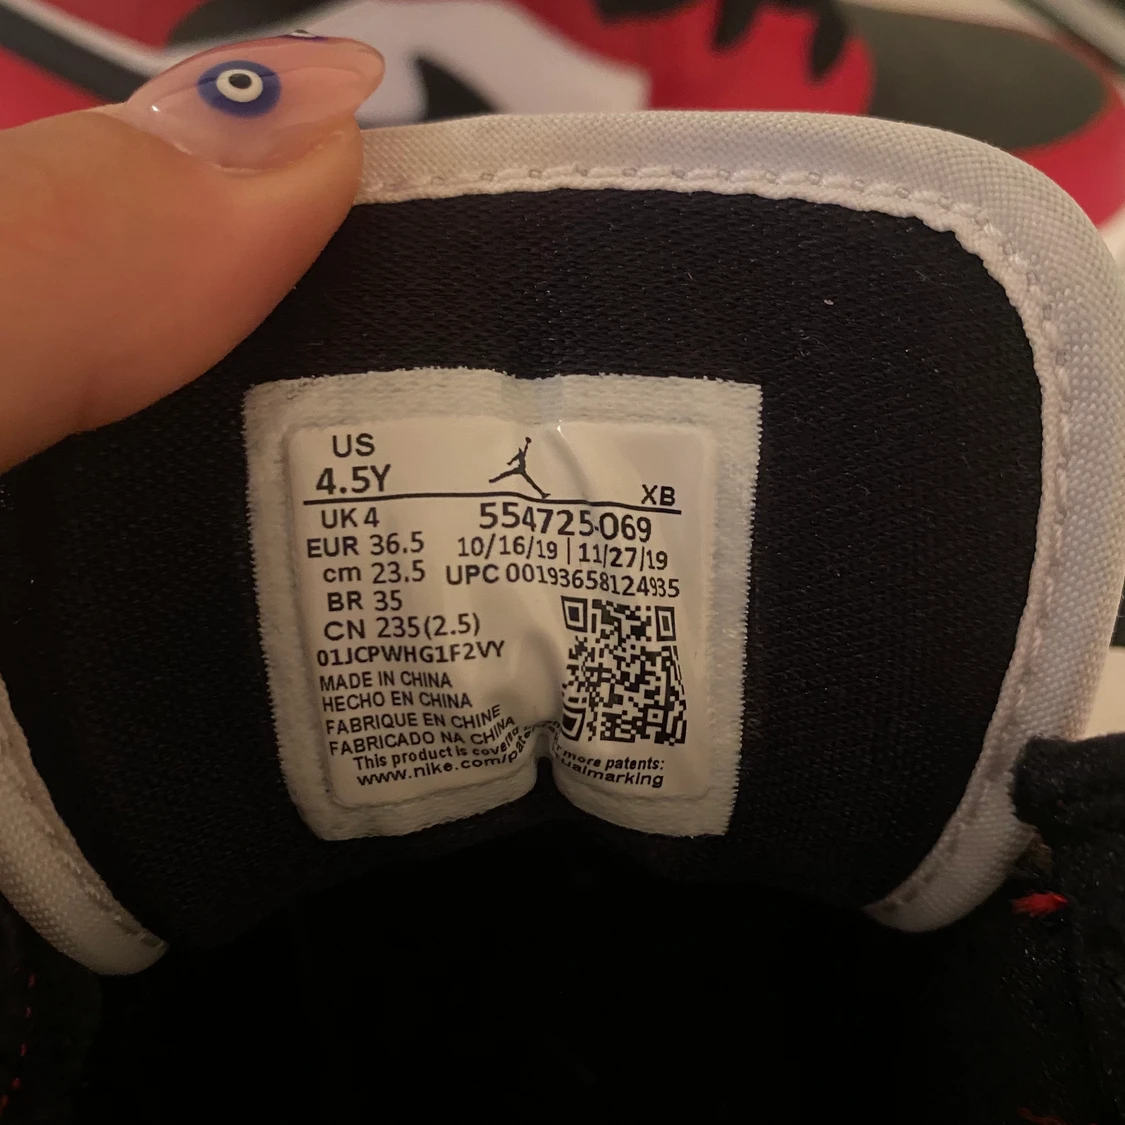 US
4.5Y
XB
UK 4
554725-069
EUR 36.5
10/16/19 | 11/27/19
cm 23.5
UPC 00193658124935
BR 35
CN 235(2.5)
01JCPWHG1F2VY
MADE IN CHINA
HECHO EN CHINA
FABRIQUE EN CHINE
FABRICADO NA CHINA
This product is more patents:
www.nike.com/